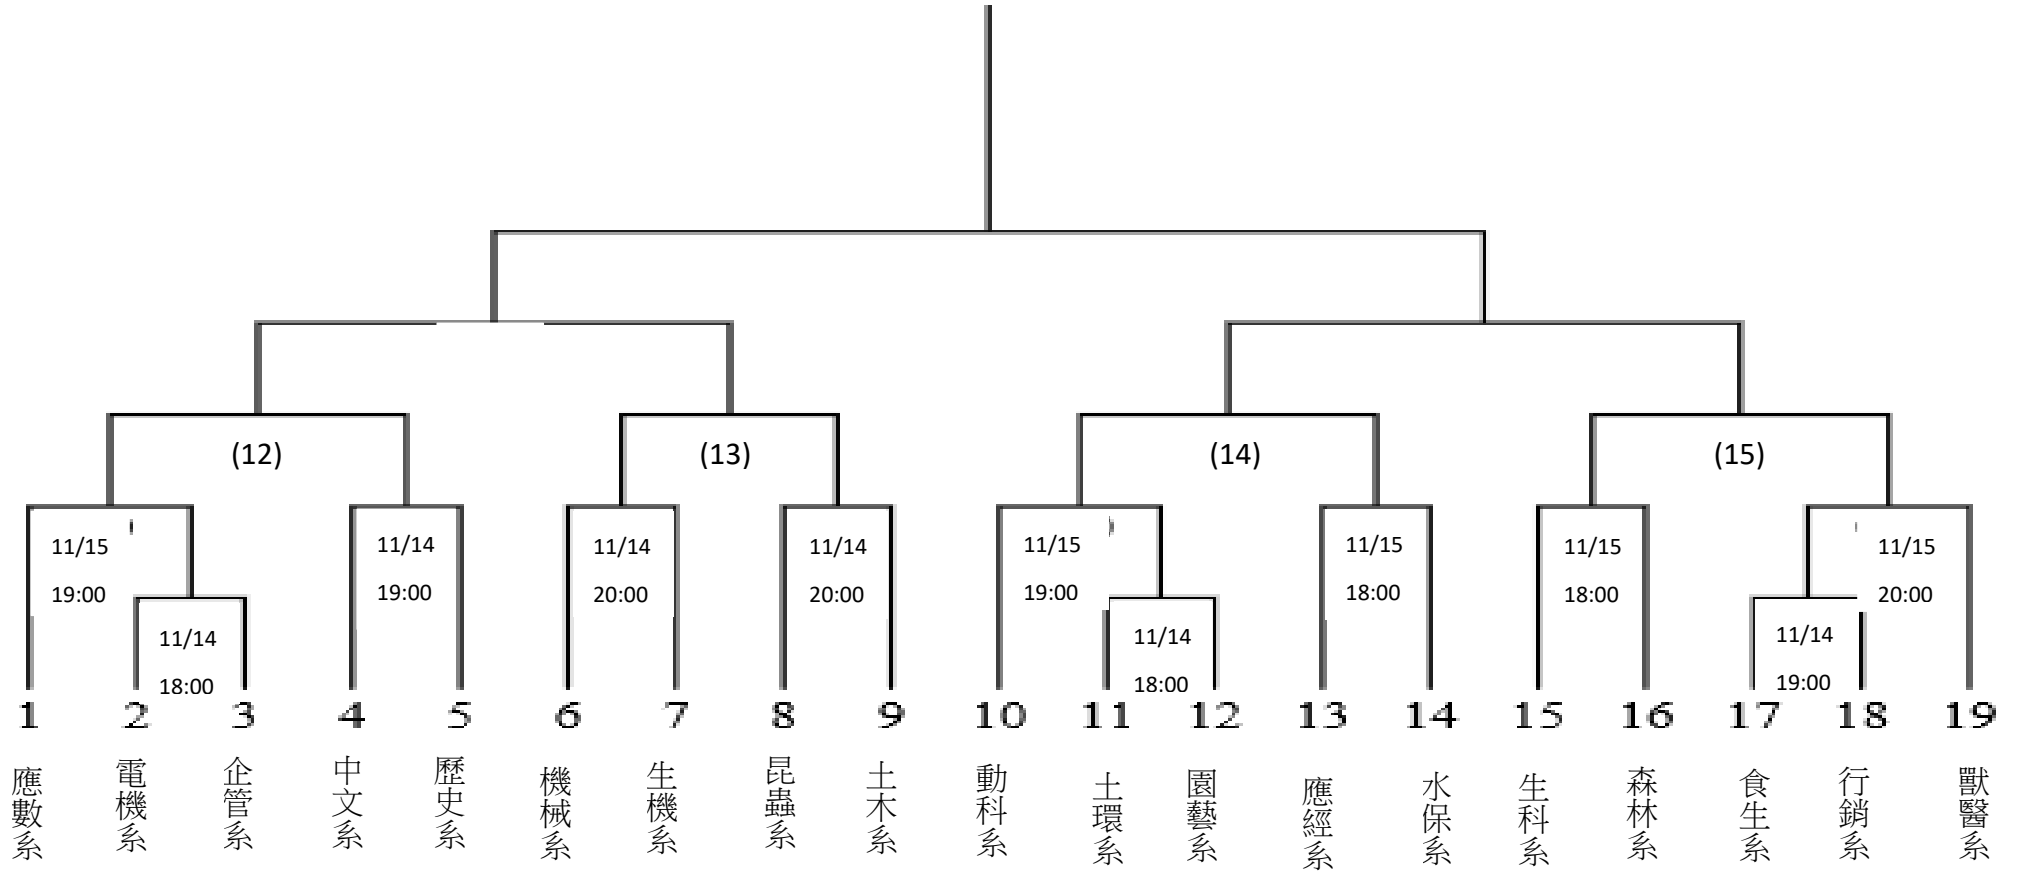 (12)
(13)
(14)
(15)
11/15
19:00
11/14
18:00
11/14
19:00
11/14
20:00
11/14
20:00
11/15
19:00
11/14
18:00
11/15
18:00
11/15
18:00
11/14
19:00
11/15
20:00
1 2 3 4 5 6 7 8 9 10 11 12 13 14 15 16 17 18 19
應數系
電機系
企管系
中文系
歷史系
機械系
生機系
昆蟲系
土木系
動科系
土環系
園藝系
應經系
水保系
生科系
森林系
食生系
行銷系
獸醫系